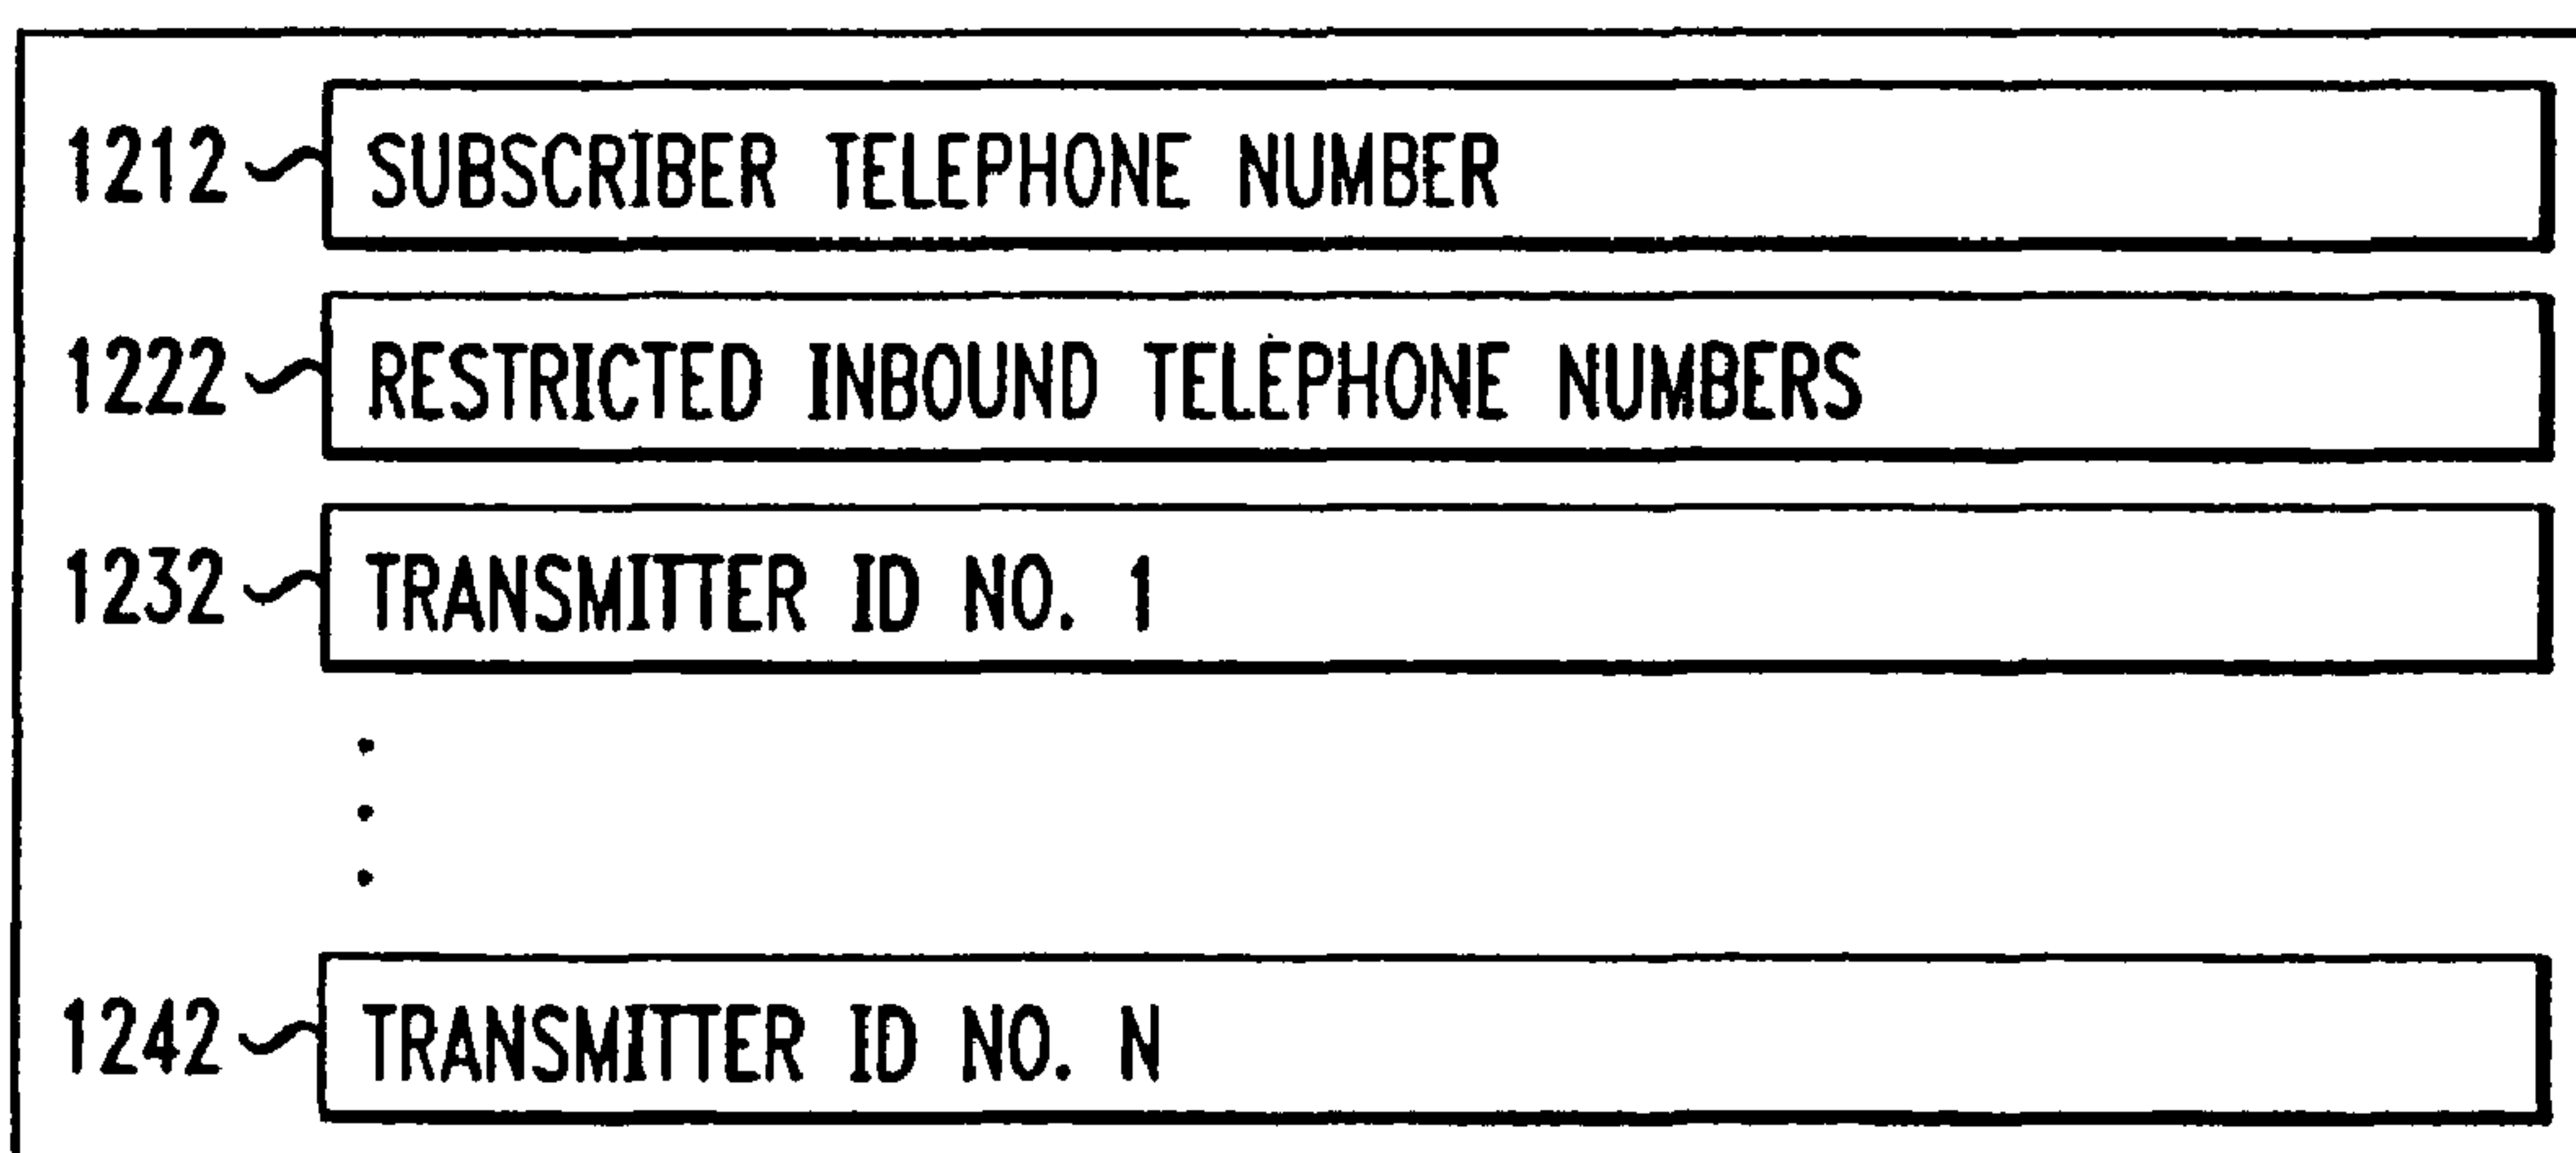 1212 SUBSCRIBER TELEPHONE NUMBER
1222 RESTRICTED INBOUND TELEPHONE NUMBERS
1232 TRANSMITTER ID NO. 1
1242 TRANSMITTER ID NO. N